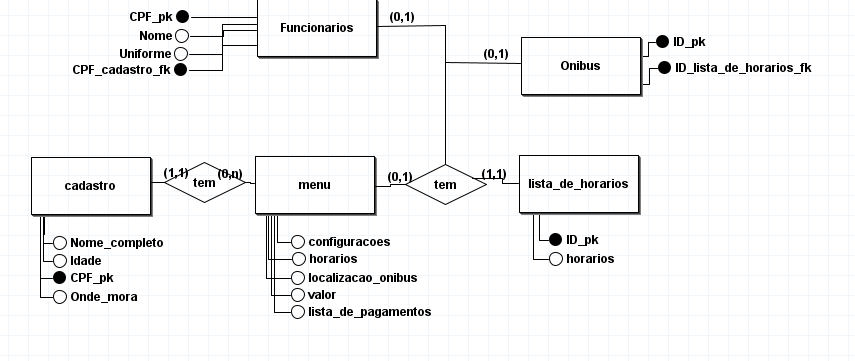 CPF_pk
Nome
Uniforme
CPF_cadastro_fk
Funcionarios
(0,1)
(0,1)
Onibus
ID_pk
ID_lista_de_horarios_fk
cadastro
(1,1)
tem
(0,n)
menu
(0,1)
tem
(1,1)
lista_de_horarios
Nome_completo
Idade
CPF_pk
Onde_mora
configuracoes
horarios
localizacao_onibus
valor
lista_de_pagamentos
ID_pk
horarios